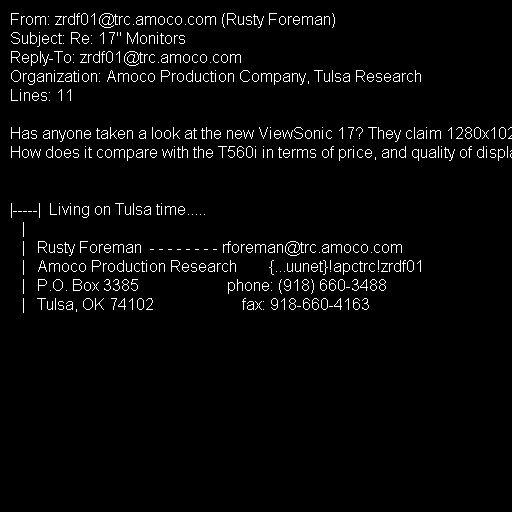 From: zrdf01@trc.amoco.com (Rusty Foreman)
Subject: Re: 17" Monitors
Reply-To: zrdf01@trc.amoco.com
Organization: Amoco Production Company, Tulsa Research
Lines: 11

Has anyone taken a look at the new ViewSonic 17? They claim 1280x102
How does it compare with the T560i in terms of price, and quality of displa

|-----| Living on Tulsa time.....
|
| Rusty Foreman - - - - - - - - rforeman@trc.amoco.com
| Amoco Production Research {...uunet}!apctrc!zrdf01
| P.O. Box 3385 phone: (918) 660-3488
| Tulsa, OK 74102 fax: 918-660-4163